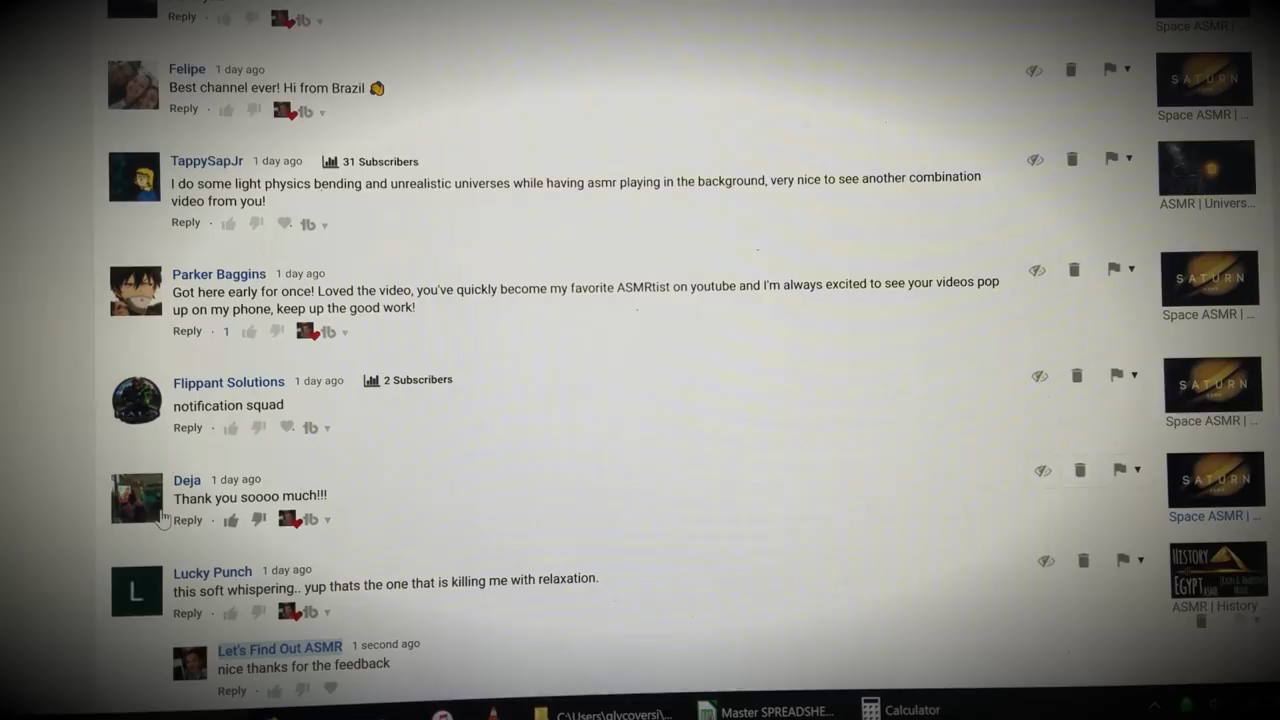 Reply
Space ASMR | ...
Felipe 1 day ago
Best channel ever! Hi from Brazil
Reply
SATURN
Space ASMR | ...
TappySapJr 1 day ago 31 Subscribers
I do some light physics bending and unrealistic universes while having asmr playing in the background, very nice to see another combination
video from you!
Reply
ASMR | Univers...
Parker Baggins 1 day ago
Got here early for once! Loved the video, you've quickly become my favorite ASMRtist on youtube and I'm always excited to see your videos pop
up on my phone, keep up the good work!
Reply · 1
SATURN
Space ASMR | ...
Flippant Solutions 1 day ago 2 Subscribers
notification squad
Reply
SATURN
Space ASMR | ...
Deja 1 day ago
Thank you soooo much!!!
Reply
SATURN
Space ASMR | ...
Lucky Punch 1 day ago
this soft whispering.. yup thats the one that is killing me with relaxation.
Reply
L
HISTORY
EGYPT
ASMR | History
Let's Find Out ASMR 1 second ago
nice thanks for the feedback
Reply
C:\Users\glycoversi\... Master SPREADSHE... Calculator